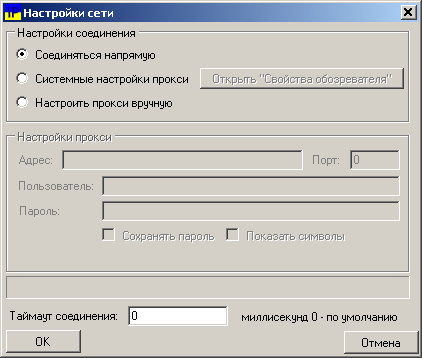 Настройки сети
Настройки соединения
Соединяться напрямую
Системные настройки прокси Открыть "Свойства обозревателя"
Настроить прокси вручную
Настройки прокси
Адрес: Порт: 0
Пользователь:
Пароль:
Сохранять пароль Показать символы
Таймаут соединения: 0 миллисекунд 0 - по умолчанию
OK Отмена